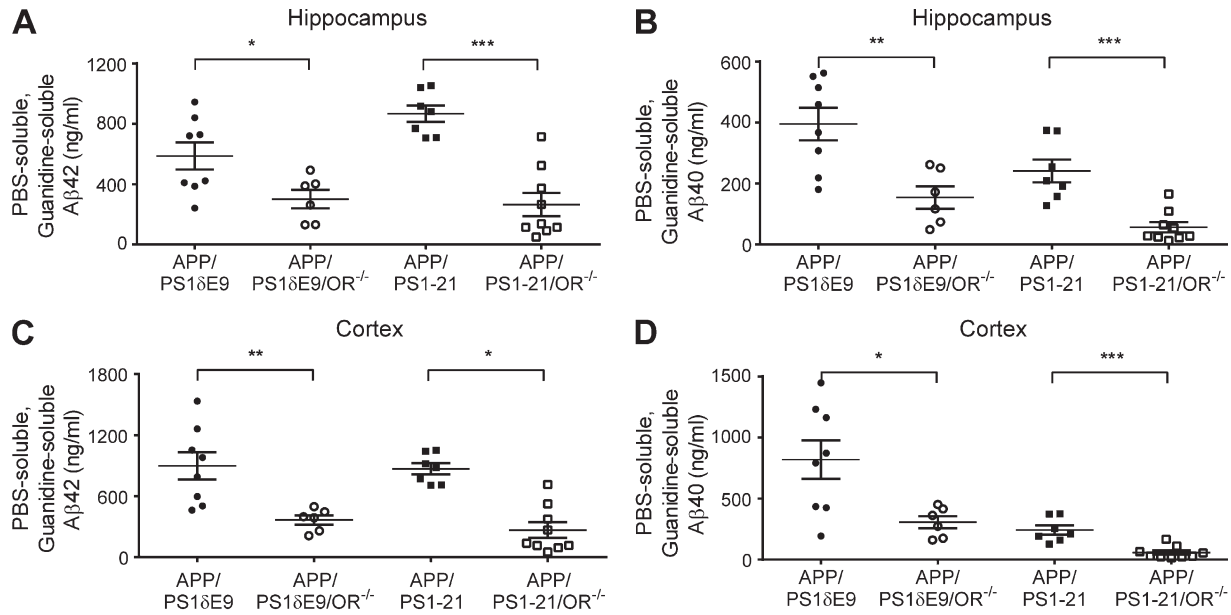 A
Hippocampus
*
***
PBS-soluble,
Guanidine-soluble
Aβ42 (ng/ml)
1200
800
400
0
APP/
PS1δE9
APP/
PS1δE9/OR⁻/⁻
APP/
PS1-21
APP/
PS1-21/OR⁻/⁻
B
Hippocampus
**
***
PBS-soluble,
Guanidine-soluble
Aβ40 (ng/ml)
600
400
200
0
APP/
PS1δE9
APP/
PS1δE9/OR⁻/⁻
APP/
PS1-21
APP/
PS1-21/OR⁻/⁻
C
Cortex
**
*
PBS-soluble,
Guanidine-soluble
Aβ42 (ng/ml)
1800
1200
600
0
APP/
PS1δE9
APP/
PS1δE9/OR⁻/⁻
APP/
PS1-21
APP/
PS1-21/OR⁻/⁻
D
Cortex
*
***
PBS-soluble,
Guanidine-soluble
Aβ40 (ng/ml)
1500
1000
500
0
APP/
PS1δE9
APP/
PS1δE9/OR⁻/⁻
APP/
PS1-21
APP/
PS1-21/OR⁻/⁻